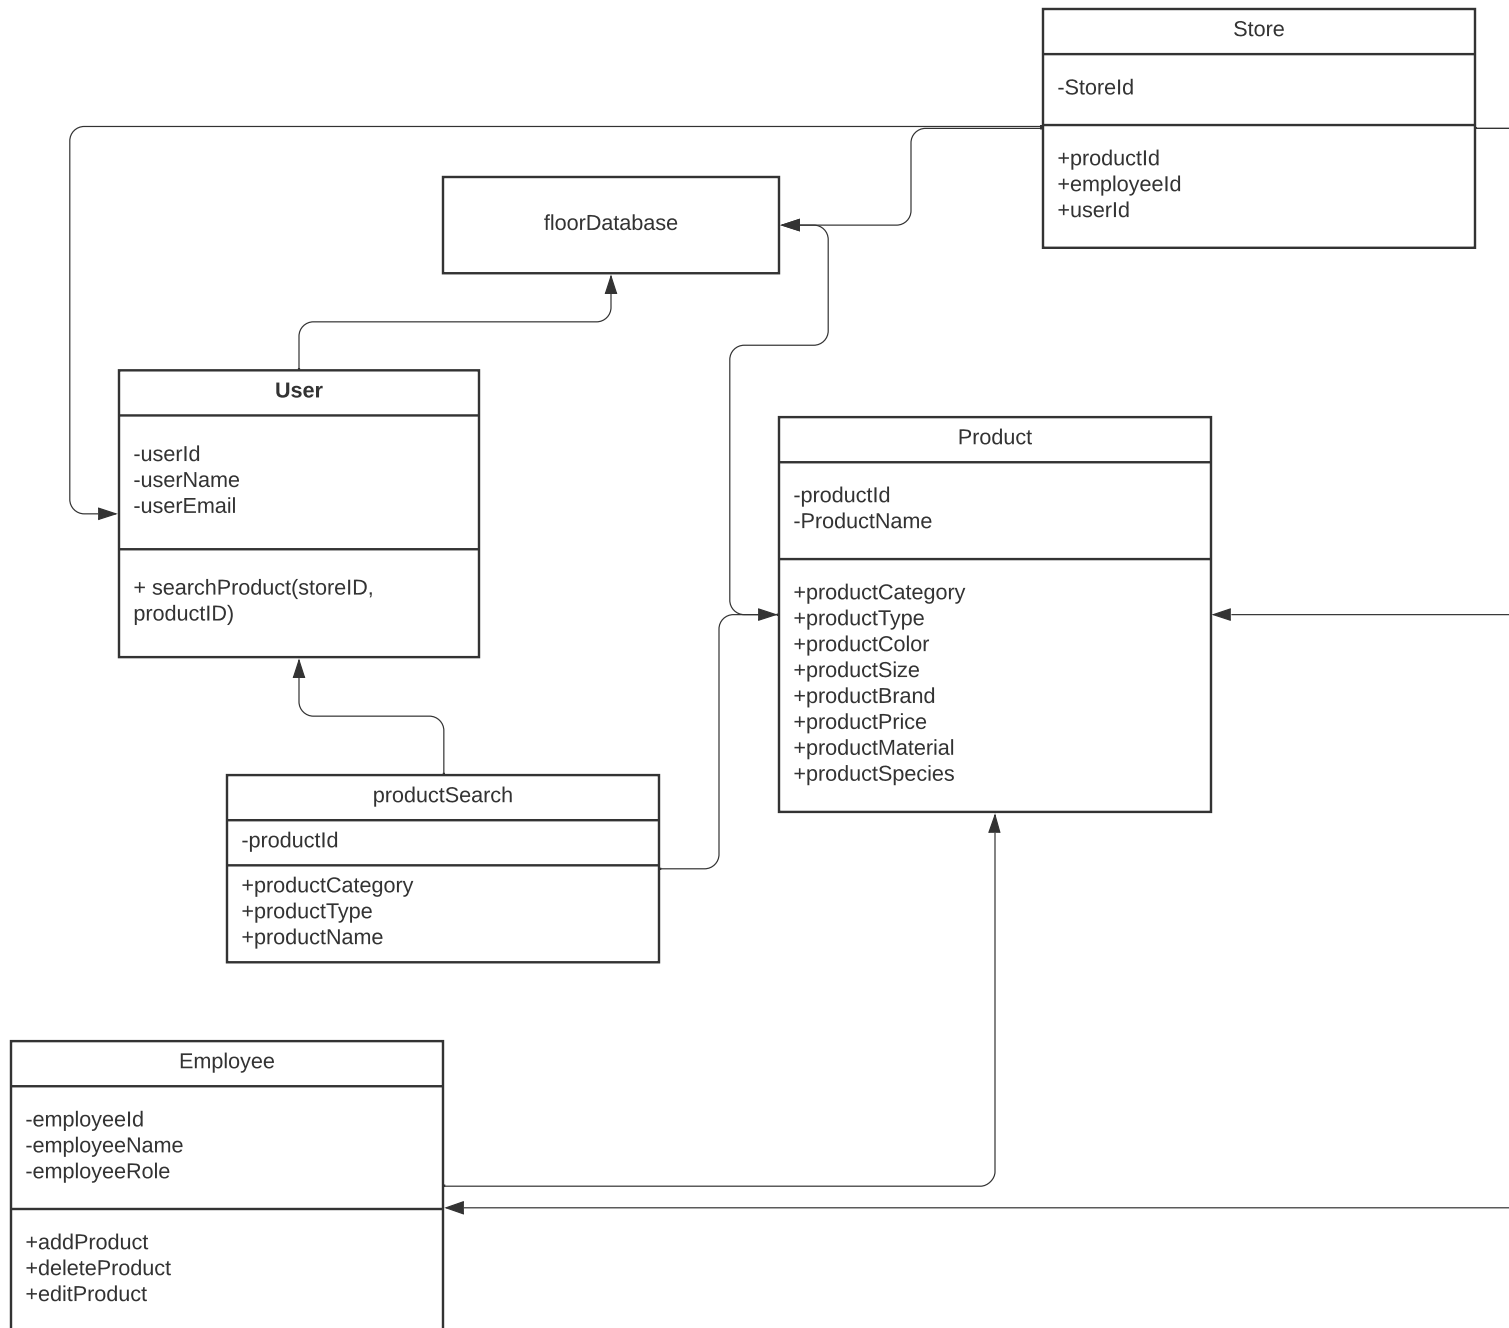 Store
-StoreId
+productId
+employeeId
+userId
floorDatabase
User
-userId
-userName
-userEmail
+ searchProduct(storeID,
productID)
Product
-productId
-ProductName
+productCategory
+productType
+productColor
+productSize
+productBrand
+productPrice
+productMaterial
+productSpecies
productSearch
-productId
+productCategory
+productType
+productName
Employee
-employeeId
-employeeName
-employeeRole
+addProduct
+deleteProduct
+editProduct